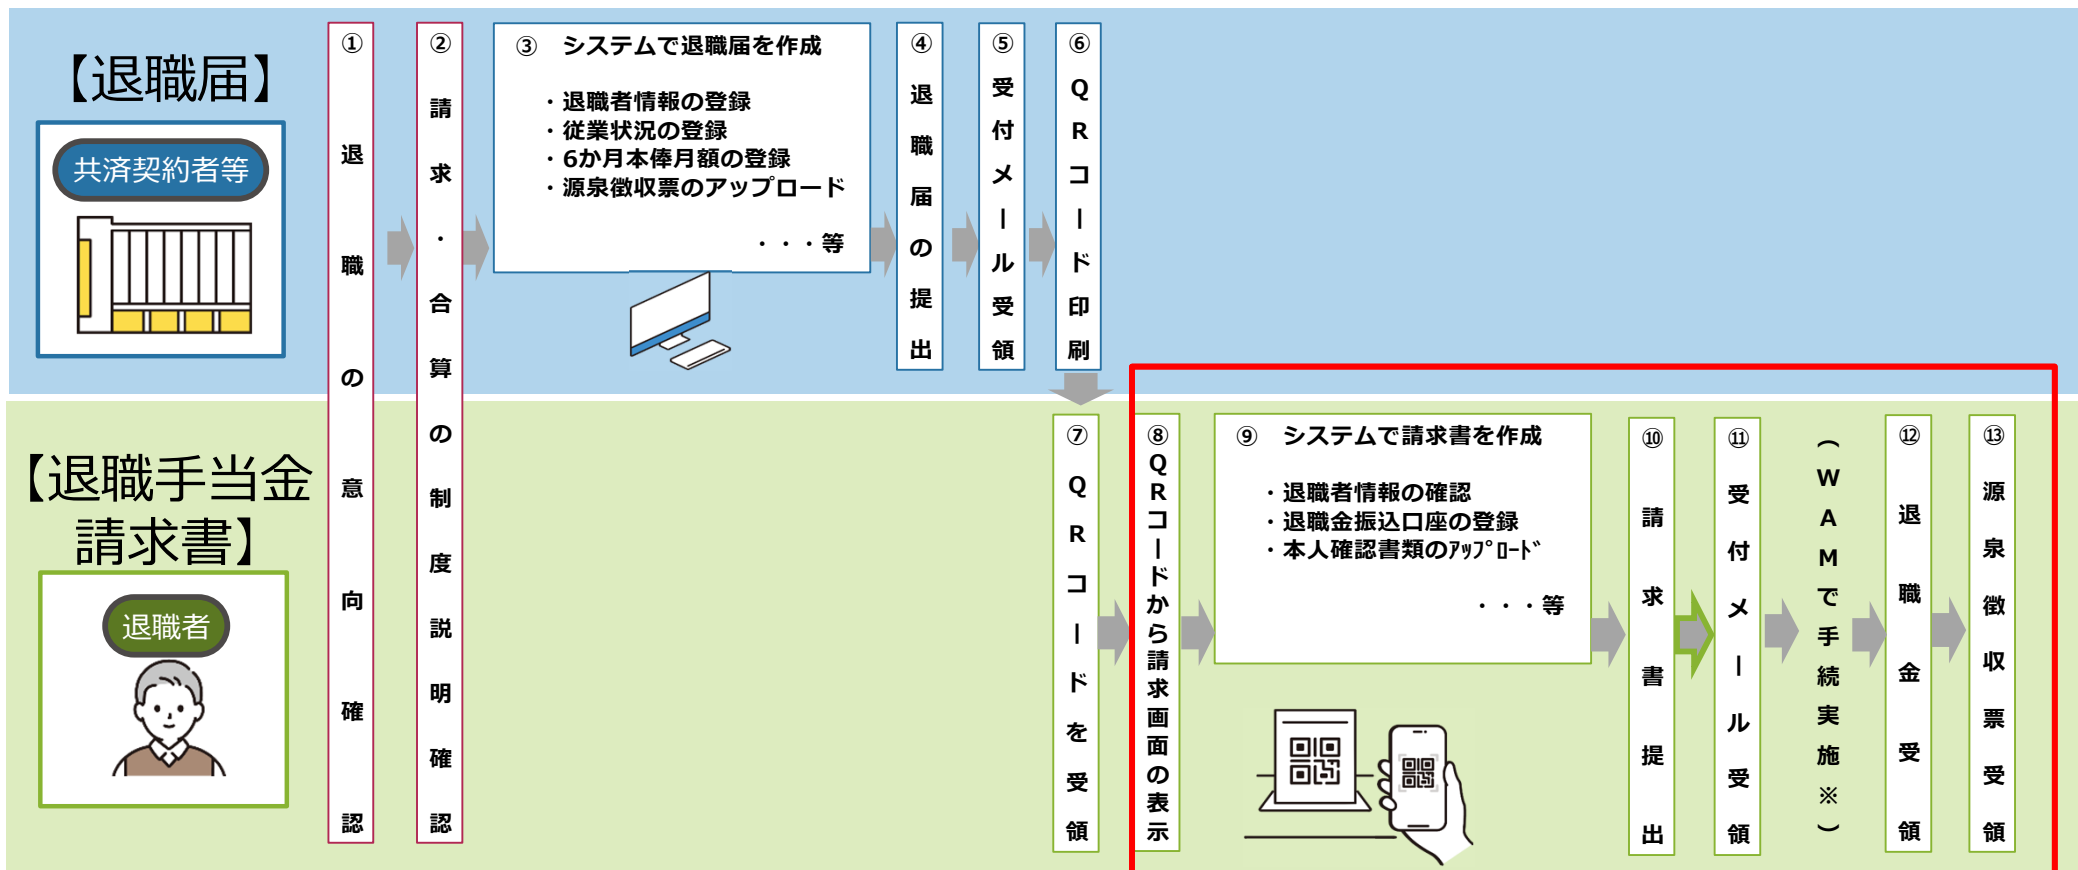 【退職届】
共済契約者等
①退職の意向確認
②請求・合算の制度説明確認
③ システムで退職届を作成
・退職者情報の登録
・従業状況の登録
・6か月本俸月額の登録
・源泉徴収票のアップロード
・・・等
④退職届の提出
⑤受付メール受領
⑥QRコード印刷
【退職手当金
請求書】
退職者
⑦QRコードを受領
⑧QRコードから請求画面の表示
⑨ システムで請求書を作成
・退職者情報の確認
・退職金振込口座の登録
・本人確認書類のｱｯﾌﾟﾛｰﾄﾞ
・・・等
⑩請求書提出
⑪受付メール受領
（WAMで手続実施※）
⑫退職金受領
⑬源泉徴収票受領